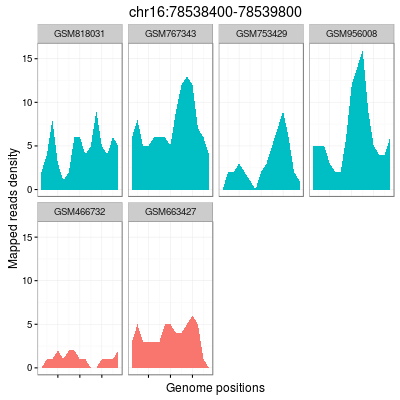 chr16:78538400-78539800
GSM818031 GSM767343 GSM753429 GSM956008
15
10
5
0
GSM466732 GSM663427
15
10
5
0
Mapped reads density
Genome positions